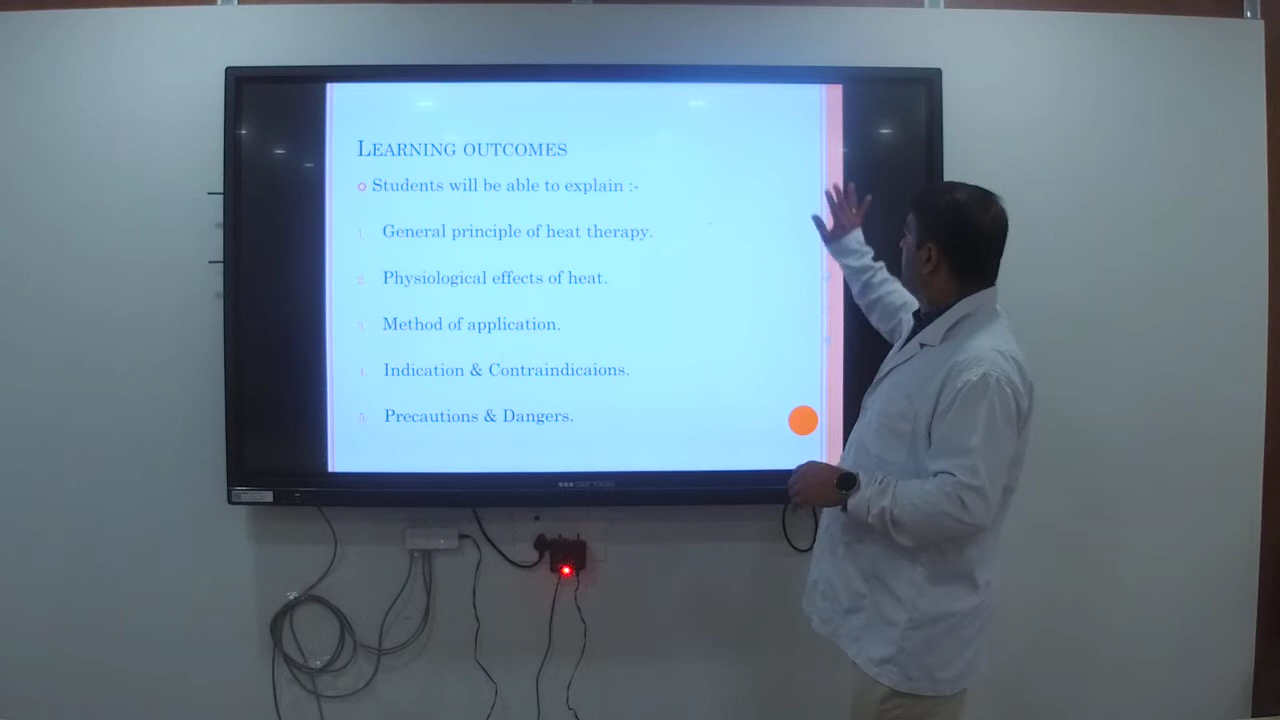 LEARNING OUTCOMES
Students will be able to explain :-
1. General principle of heat therapy.
2. Physiological effects of heat.
3. Method of application.
4. Indication & Contraindicaions.
5. Precautions & Dangers.